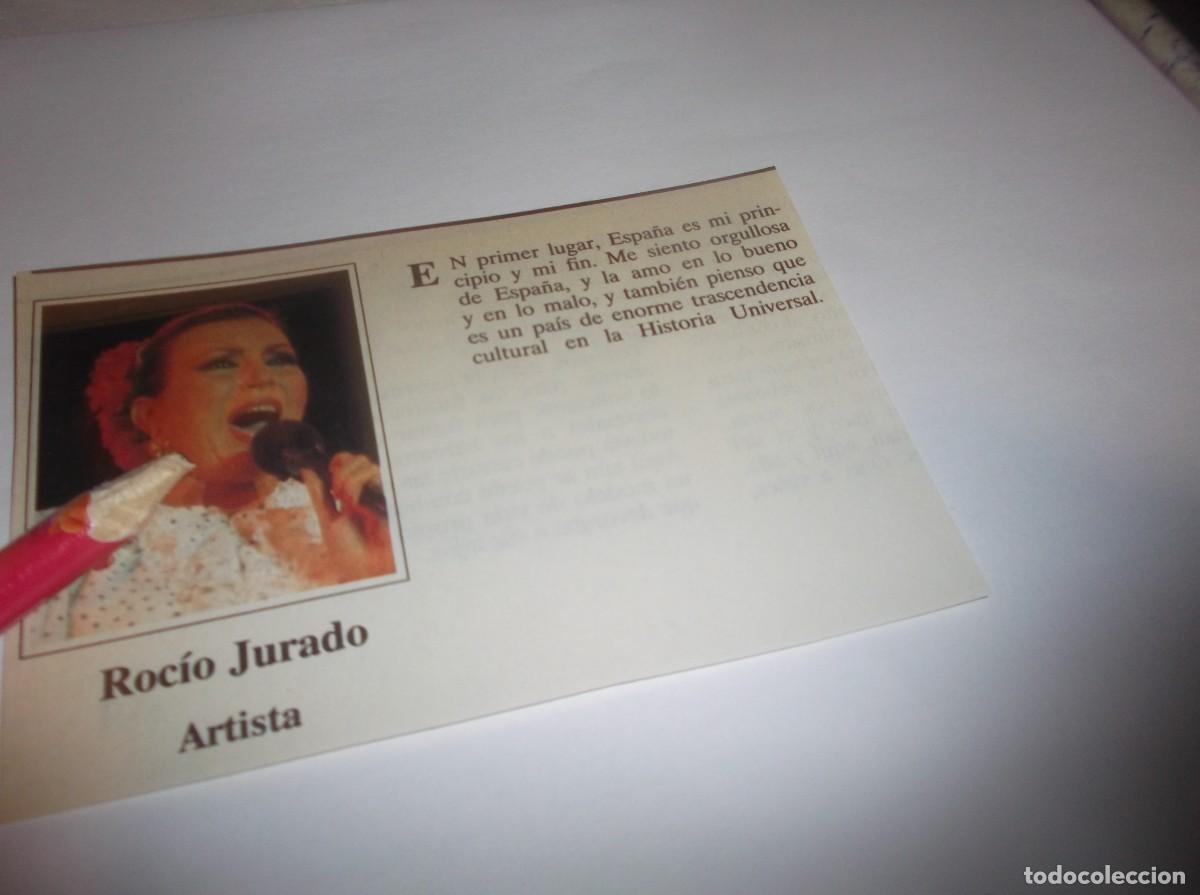 EN primer lugar, España es mi prin-
cipio y mi fin. Me siento orgullosa
de España, y la amo en lo bueno
y en lo malo, y también pienso que
es un país de enorme trascendencia
cultural en la Historia Universal.
Rocío Jurado
Artista
todocoleccion